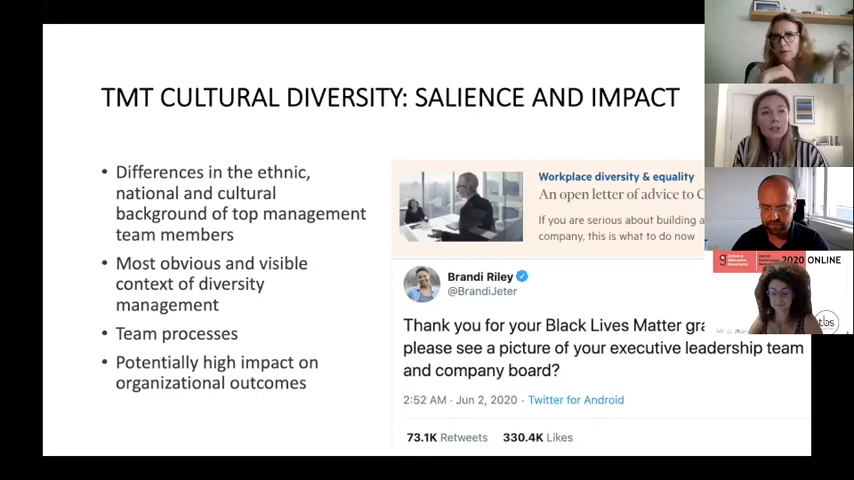 TMT CULTURAL DIVERSITY: SALIENCE AND IMPACT
• Differences in the ethnic,
national and cultural
background of top management
team members
• Most obvious and visible
context of diversity
management
• Team processes
• Potentially high impact on
organizational outcomes
Workplace diversity & equality
An open letter of advice to C
If you are serious about building a
company, this is what to do now
Brandi Riley
@BrandiJeter
Thank you for your Black Lives Matter gra
please see a picture of your executive leadership team
and company board?
2:52 AM · Jun 2, 2020 · Twitter for Android
73.1K Retweets 330.4K Likes
2020 ONLINE
tbs